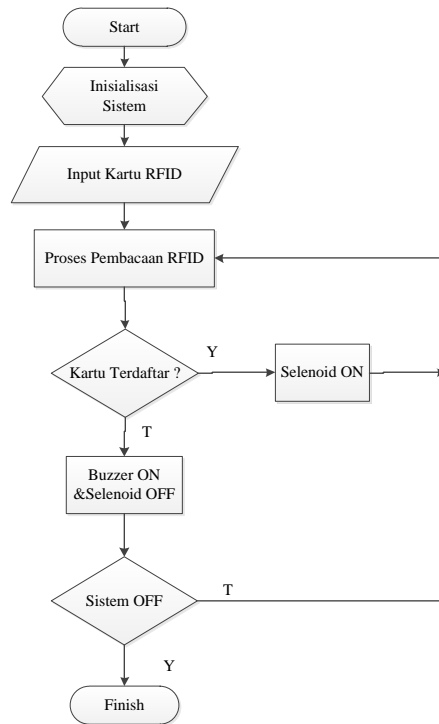 Start
Inisialisasi
Sistem
Input Kartu RFID
Proses Pembacaan RFID
Kartu Terdaftar ?
Y
Selenoid ON
T
Buzzer ON
&Selenoid OFF
Sistem OFF
T
Y
Finish